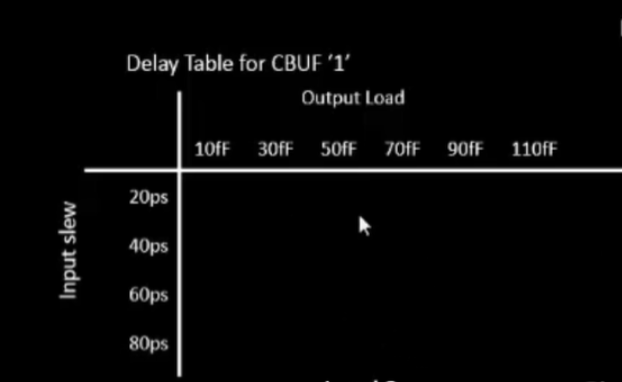 Delay Table for CBUF '1'
Output Load
10fF 30fF 50fF 70fF 90fF 110fF
Input slew
20ps
40ps
60ps
80ps